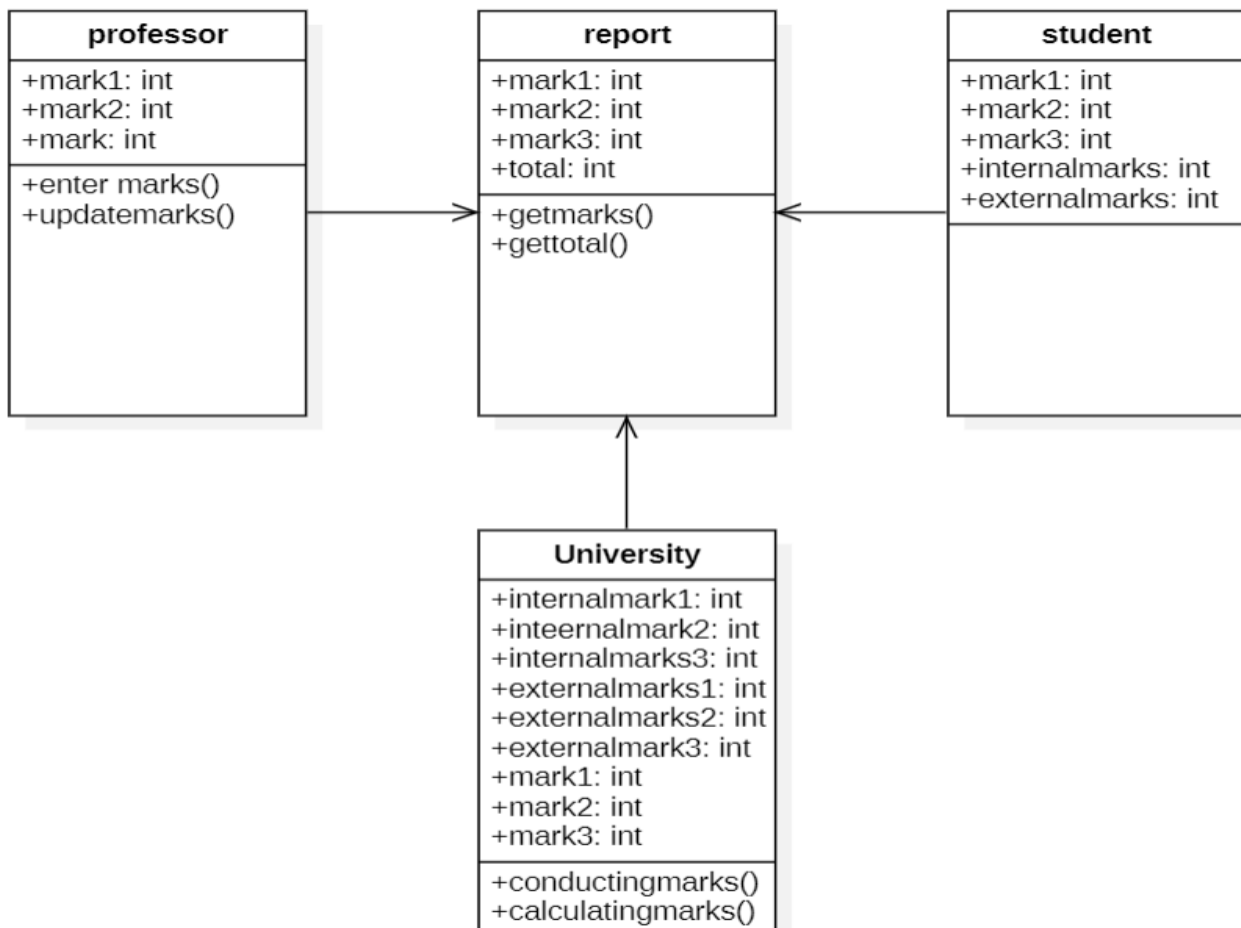 professor
+mark1: int
+mark2: int
+mark: int
+enter marks()
+updatemarks()
report
+mark1: int
+mark2: int
+mark3: int
+total: int
+getmarks()
+gettotal()
student
+mark1: int
+mark2: int
+mark3: int
+internalmarks: int
+externalmarks: int
University
+internalmark1: int
+inteernalmark2: int
+internalmarks3: int
+externalmarks1: int
+externalmarks2: int
+externalmark3: int
+mark1: int
+mark2: int
+mark3: int
+conductingmarks()
+calculatingmarks()